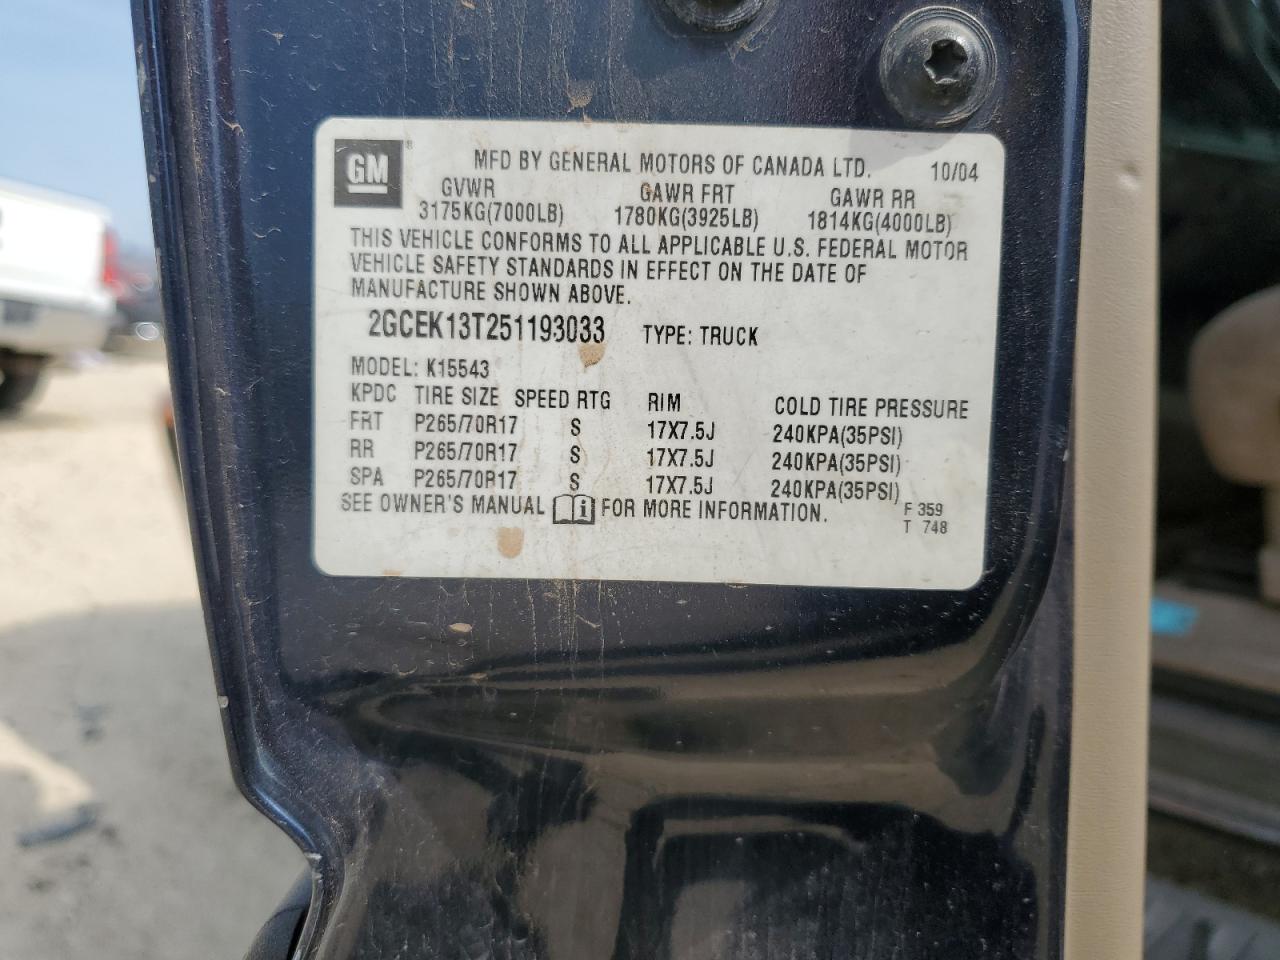 GM ® MFD BY GENERAL MOTORS OF CANADA LTD. 10/04
GVWR GAWR FRT GAWR RR
3175KG(7000LB) 1780KG(3925LB) 1814KG(4000LB)
THIS VEHICLE CONFORMS TO ALL APPLICABLE U.S. FEDERAL MOTOR
VEHICLE SAFETY STANDARDS IN EFFECT ON THE DATE OF
MANUFACTURE SHOWN ABOVE.
2GCEK13T251193033 TYPE: TRUCK
MODEL: K15543
KPDC TIRE SIZE SPEED RTG RIM COLD TIRE PRESSURE
FRT P265/70R17 S 17X7.5J 240KPA(35PSI)
RR P265/70R17 S 17X7.5J 240KPA(35PSI)
SPA P265/70R17 S 17X7.5J 240KPA(35PSI)
SEE OWNER'S MANUAL i FOR MORE INFORMATION.
F 359
T 748